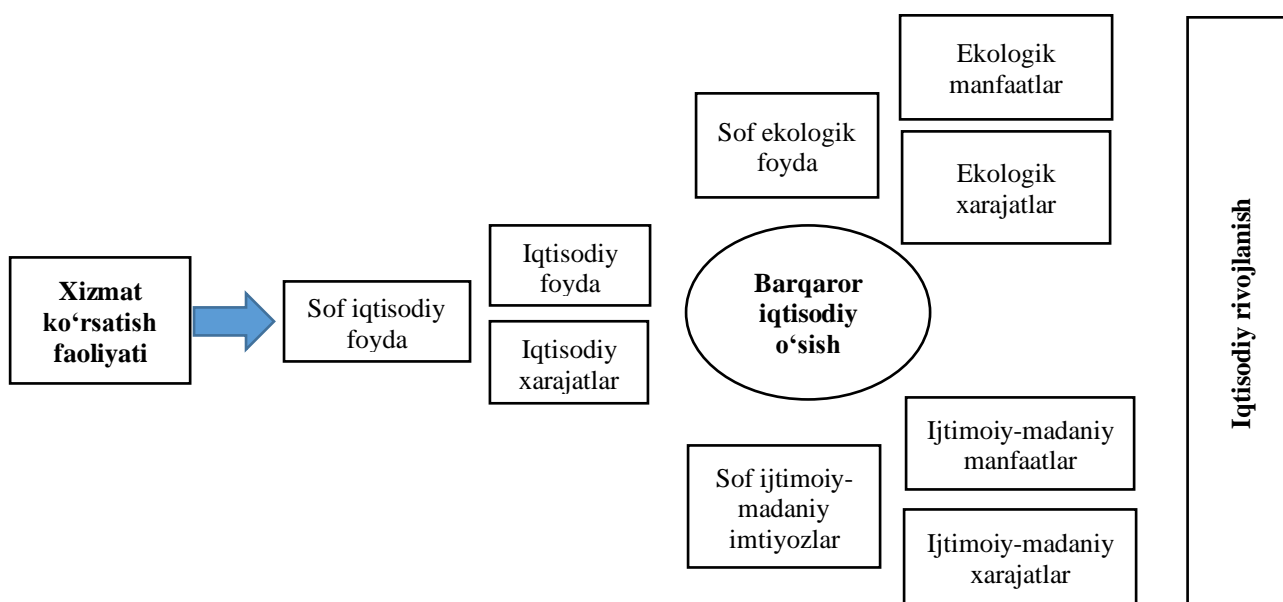 Xizmat
ko‘rsatish
faoliyati
Sof iqtisodiy
foyda
Iqtisodiy
foyda
Iqtisodiy
xarajatlar
Sof ekologik
foyda
Ekologik
manfaatlar
Ekologik
xarajatlar
Barqaror
iqtisodiy
o‘sish
Sof ijtimoiy-
madaniy
imtiyozlar
Ijtimoiy-madaniy
manfaatlar
Ijtimoiy-madaniy
xarajatlar
Iqtisodiy rivojlanish